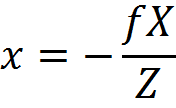 x = −fX/Z